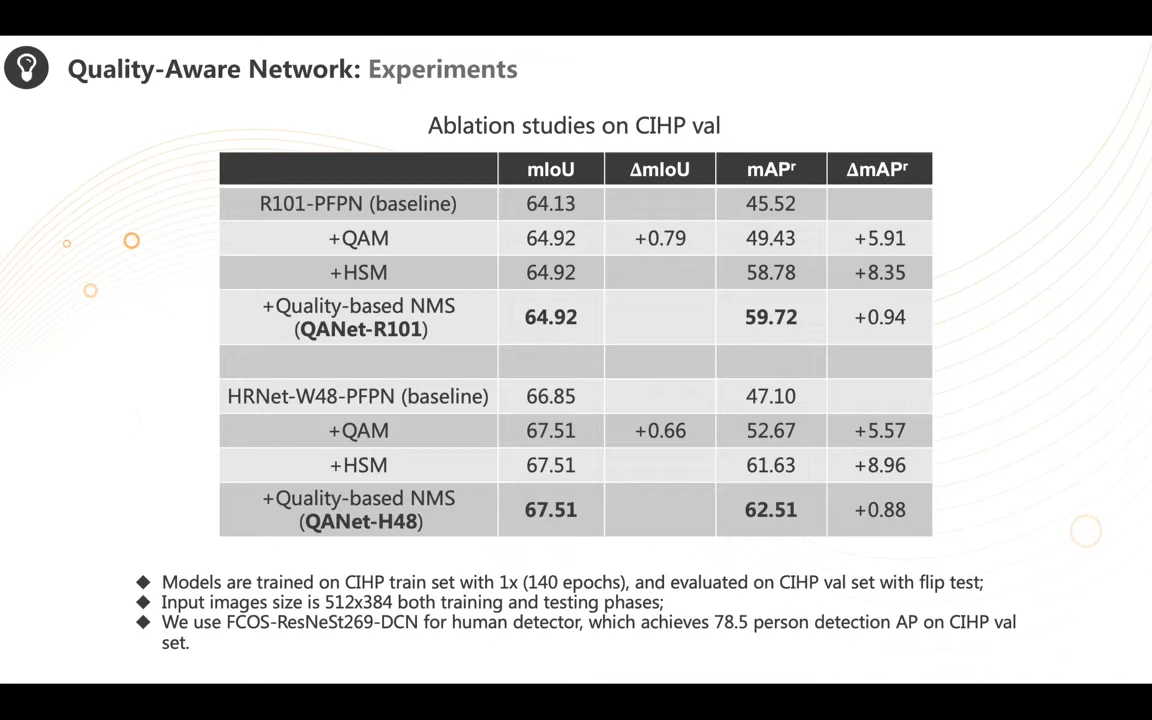 Quality-Aware Network: Experiments
Ablation studies on CIHP val
mIoU ΔmIoU mAPʳ ΔmAPʳ
R101-PFPN (baseline) 64.13 45.52
+QAM 64.92 +0.79 49.43 +5.91
+HSM 64.92 58.78 +8.35
+Quality-based NMS
(QANet-R101) 64.92 59.72 +0.94
HRNet-W48-PFPN (baseline) 66.85 47.10
+QAM 67.51 +0.66 52.67 +5.57
+HSM 67.51 61.63 +8.96
+Quality-based NMS
(QANet-H48) 67.51 62.51 +0.88
◆ Models are trained on CIHP train set with 1x (140 epochs), and evaluated on CIHP val set with flip test;
◆ Input images size is 512x384 both training and testing phases;
◆ We use FCOS-ResNeSt269-DCN for human detector, which achieves 78.5 person detection AP on CIHP val
set.